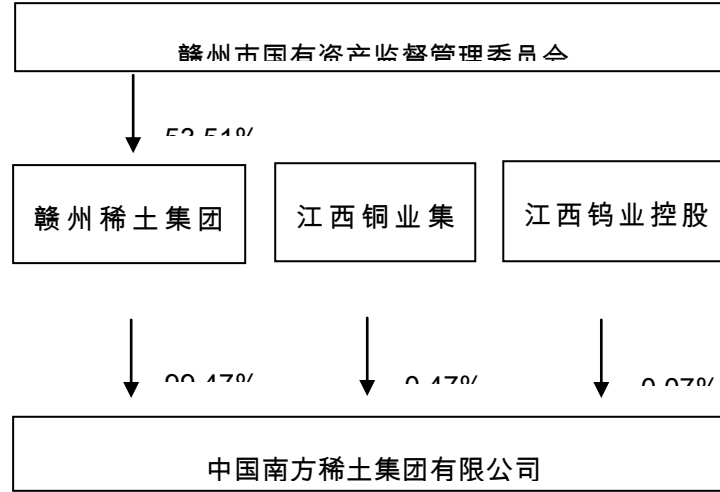 赣州市国有资产监督管理委员会
赣州稀土集团 江西铜业集 江西钨业控股
中国南方稀土集团有限公司